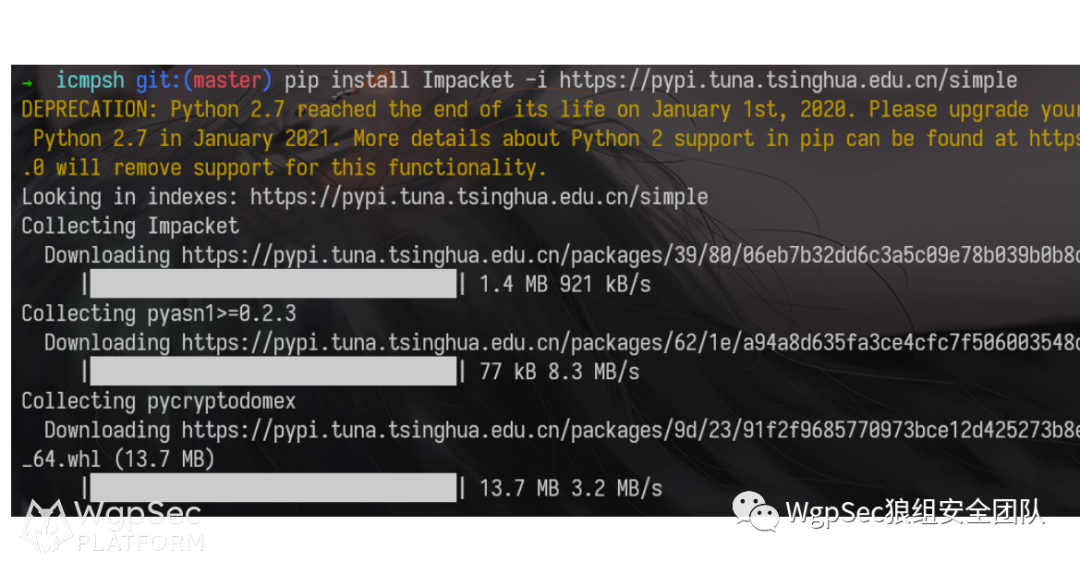 → icmpsh git:(master) pip install Impacket -i https://pypi.tuna.tsinghua.edu.cn/simple
DEPRECATION: Python 2.7 reached the end of its life on January 1st, 2020. Please upgrade your
Python 2.7 in January 2021. More details about Python 2 support in pip can be found at https
.0 will remove support for this functionality.
Looking in indexes: https://pypi.tuna.tsinghua.edu.cn/simple
Collecting Impacket
Downloading https://pypi.tuna.tsinghua.edu.cn/packages/39/80/06eb7b32dd6c3a5c09e78b039b0b8c
| | 1.4 MB 921 kB/s
Collecting pyasn1>=0.2.3
Downloading https://pypi.tuna.tsinghua.edu.cn/packages/62/1e/a94a8d635fa3ce4cfc7f506003548c
| | 77 kB 8.3 MB/s
Collecting pycryptodomex
Downloading https://pypi.tuna.tsinghua.edu.cn/packages/9d/23/91f2f9685770973bce12d425273b8e
_64.whl (13.7 MB)
| | 13.7 MB 3.2 MB/s
WgpSec
PLATFORM
WgpSec狼组安全团队